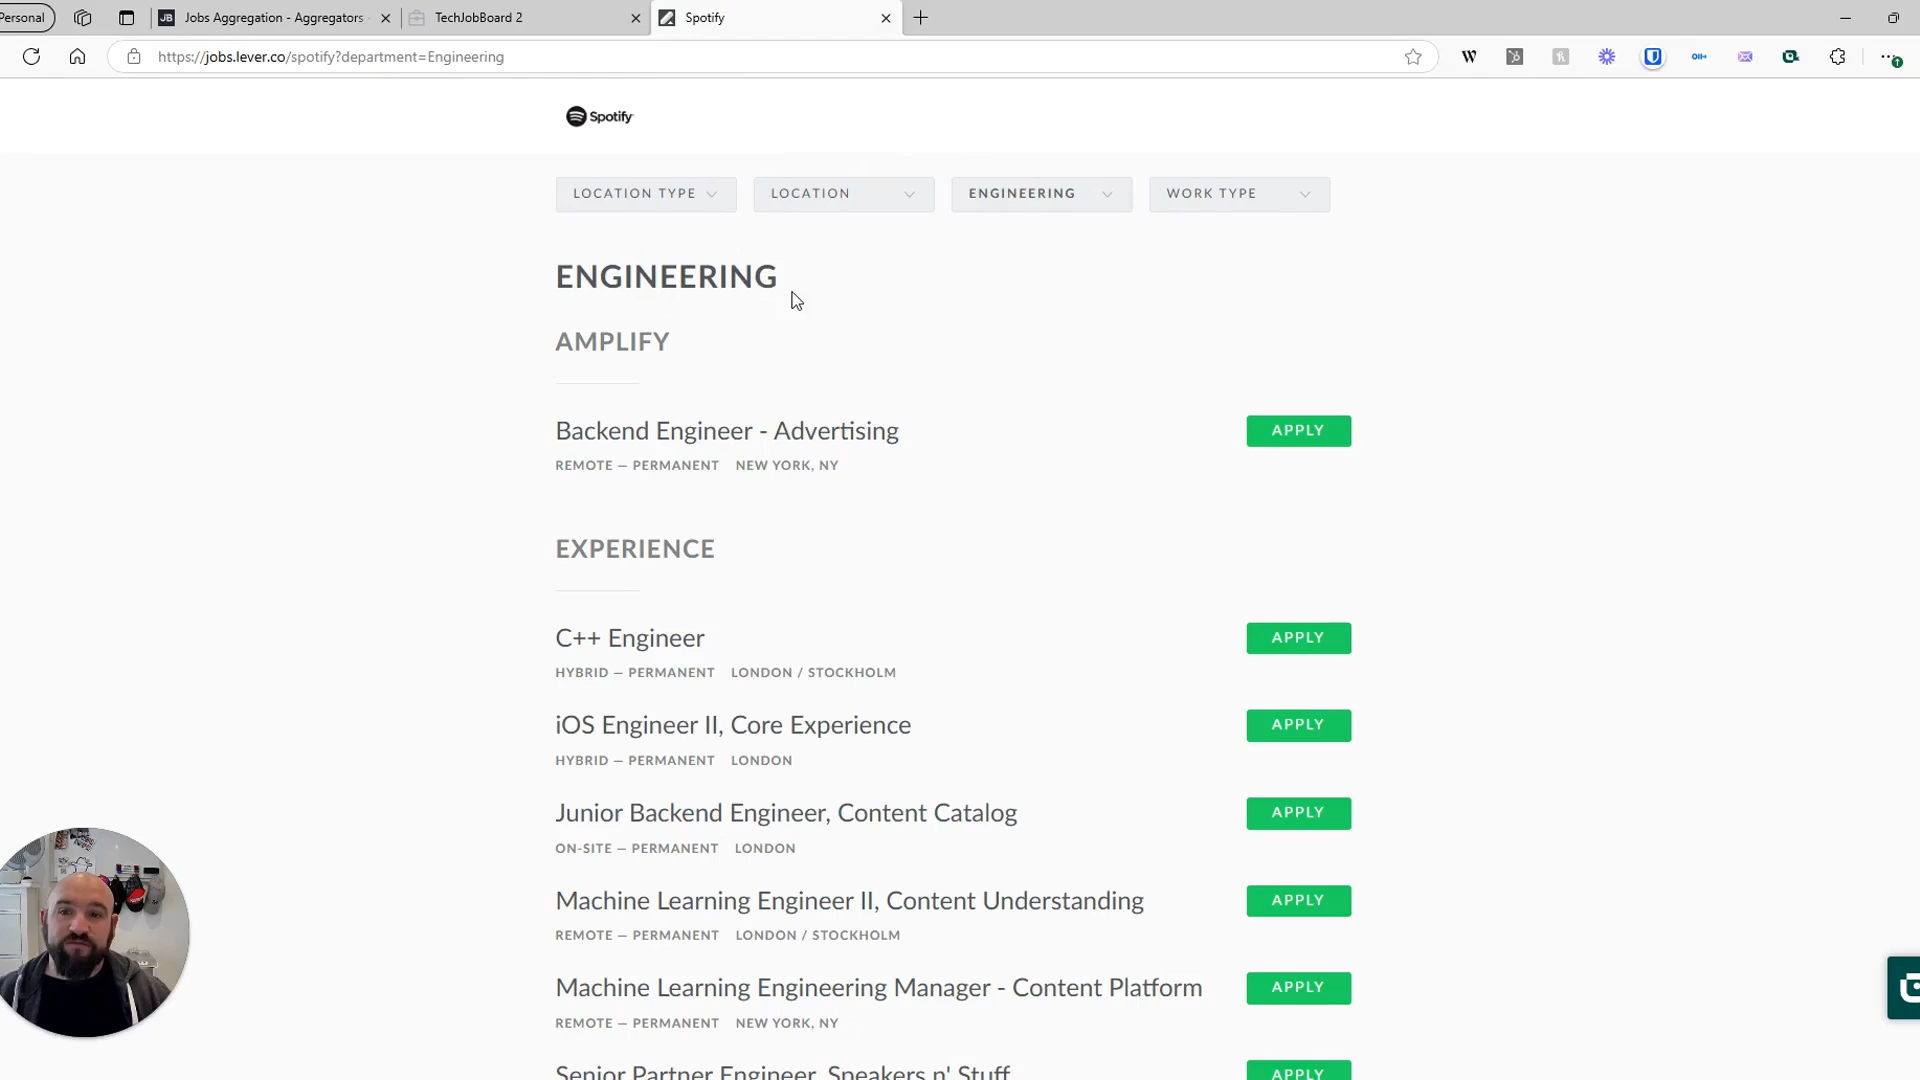 Personal
JB Jobs Aggregation - Aggregators
TechJobBoard 2
Spotify
https://jobs.lever.co/spotify?department=Engineering
Spotify
LOCATION TYPE
LOCATION
ENGINEERING
WORK TYPE
ENGINEERING
AMPLIFY
Backend Engineer - Advertising
APPLY
REMOTE — PERMANENT NEW YORK, NY
EXPERIENCE
C++ Engineer
APPLY
HYBRID — PERMANENT LONDON / STOCKHOLM
iOS Engineer II, Core Experience
APPLY
HYBRID — PERMANENT LONDON
Junior Backend Engineer, Content Catalog
APPLY
ON-SITE — PERMANENT LONDON
Machine Learning Engineer II, Content Understanding
APPLY
REMOTE — PERMANENT LONDON / STOCKHOLM
Machine Learning Engineering Manager - Content Platform
APPLY
REMOTE — PERMANENT NEW YORK, NY
Senior Partner Engineer, Speakers n' Stuff
APPLY